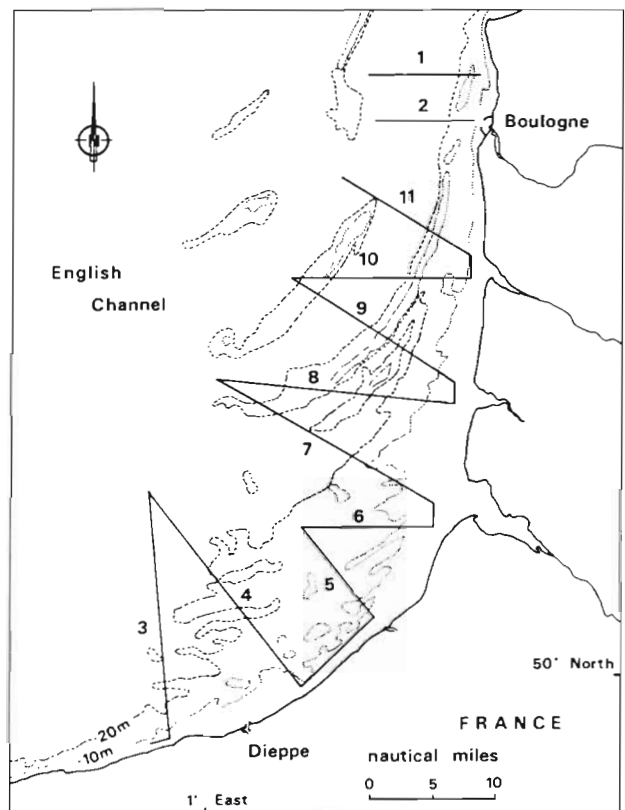 1
2
Boulogne
N
11
10
English
Channel
9
8
7
6
5
4
3
50° North
20m
10m
FRANCE
Dieppe
nautical miles
0 5 10
1° East